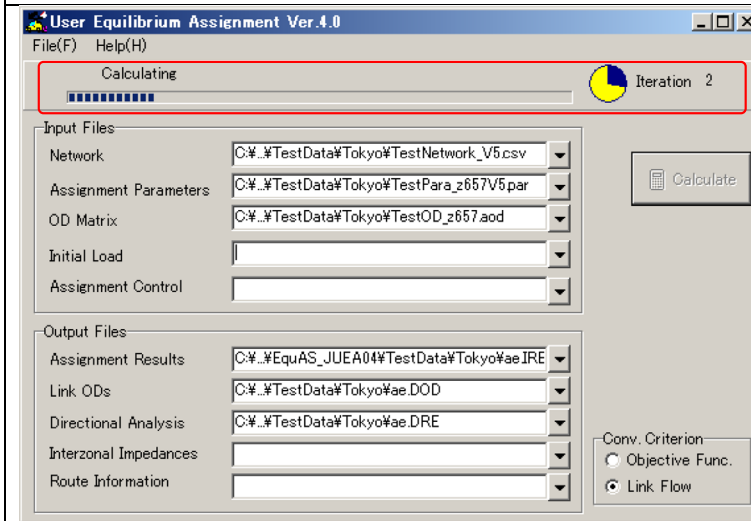 User Equilibrium Assignment Ver.4.0
File(F) Help(H)
Calculating
Iteration 2
Input Files
Network C:¥..¥TestData¥Tokyo¥TestNetwork_V5.csv
Assignment Parameters C:¥..¥TestData¥Tokyo¥TestPara_z657V5.par
OD Matrix C:¥..¥TestData¥Tokyo¥TestOD_z657.aod
Initial Load
Assignment Control
Calculate
Output Files
Assignment Results C:¥..¥EquAS_JUEA04¥TestData¥Tokyo¥ae.IRE
Link ODs C:¥..¥TestData¥Tokyo¥ae.DOD
Directional Analysis C:¥..¥TestData¥Tokyo¥ae.DRE
Interzonal Impedances
Route Information
Conv. Criterion
Objective Func.
Link Flow